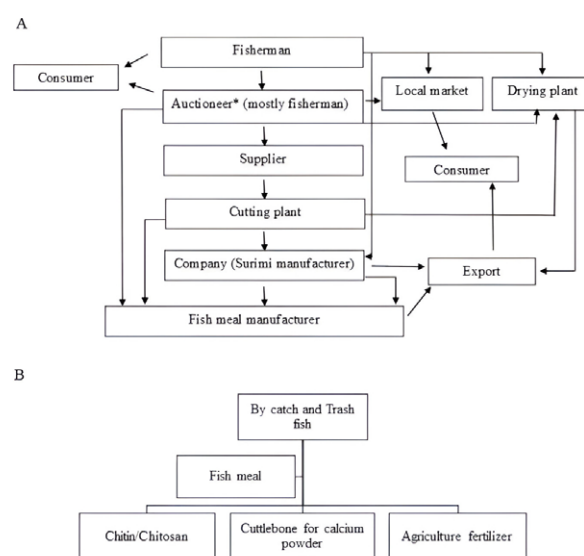 A
Fisherman
Consumer
Auctioneer* (mostly fisherman)
Local market
Drying plant
Supplier
Consumer
Cutting plant
Company (Surimi manufacturer)
Export
Fish meal manufacturer
B
By catch and Trash
fish
Fish meal
Chitin/Chitosan
Cuttlebone for calcium
powder
Agriculture fertilizer